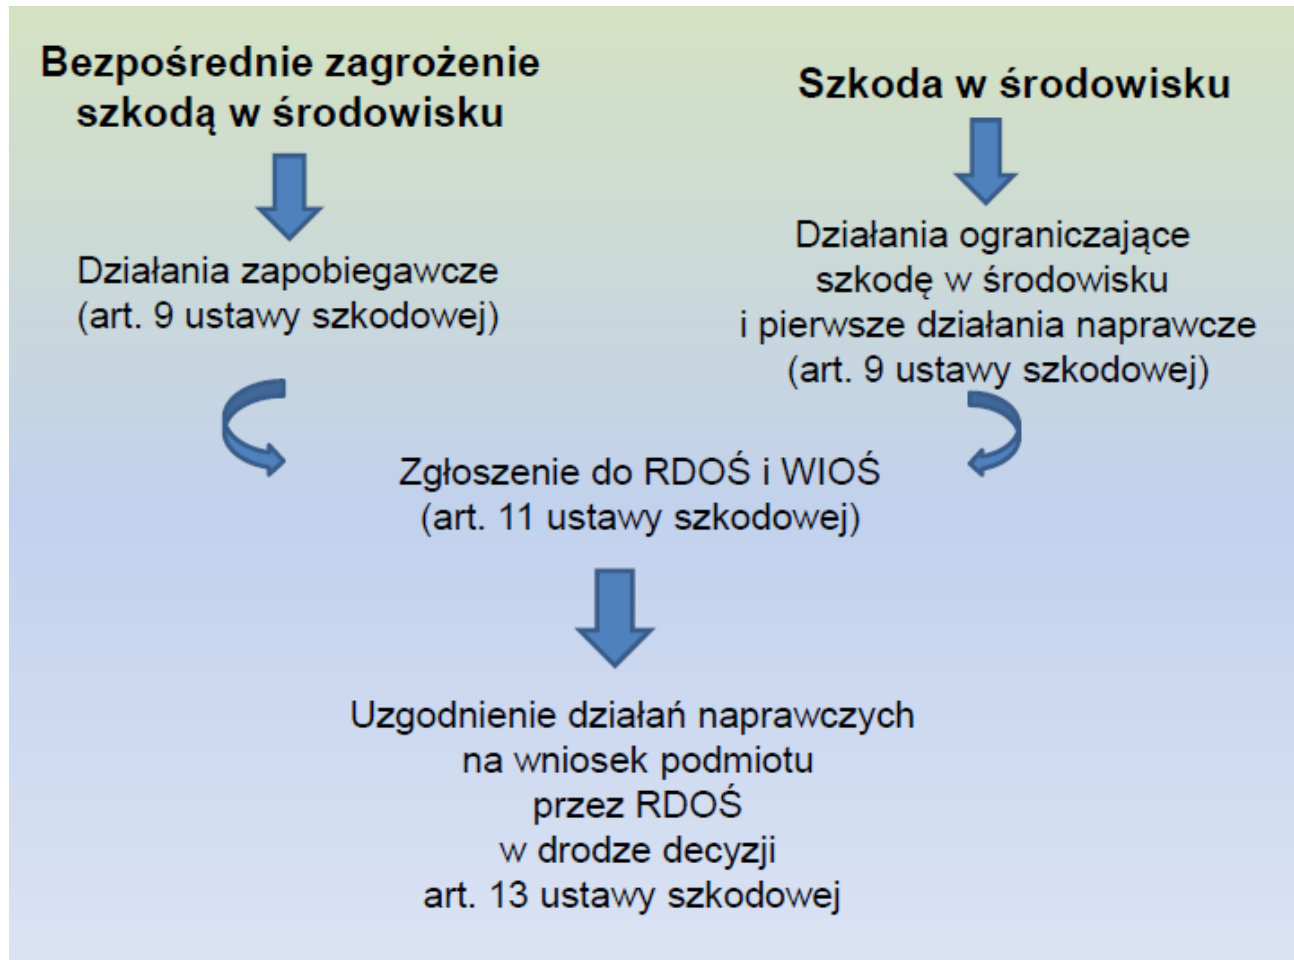 Bezpośrednie zagrożenie
szkodą w środowisku
Działania zapobiegawcze
(art. 9 ustawy szkodowej)
Szkoda w środowisku
Działania ograniczające
szkodę w środowisku
i pierwsze działania naprawcze
(art. 9 ustawy szkodowej)
Zgłoszenie do RDOŚ i WIOŚ
(art. 11 ustawy szkodowej)
Uzgodnienie działań naprawczych
na wniosek podmiotu
przez RDOŚ
w drodze decyzji
art. 13 ustawy szkodowej